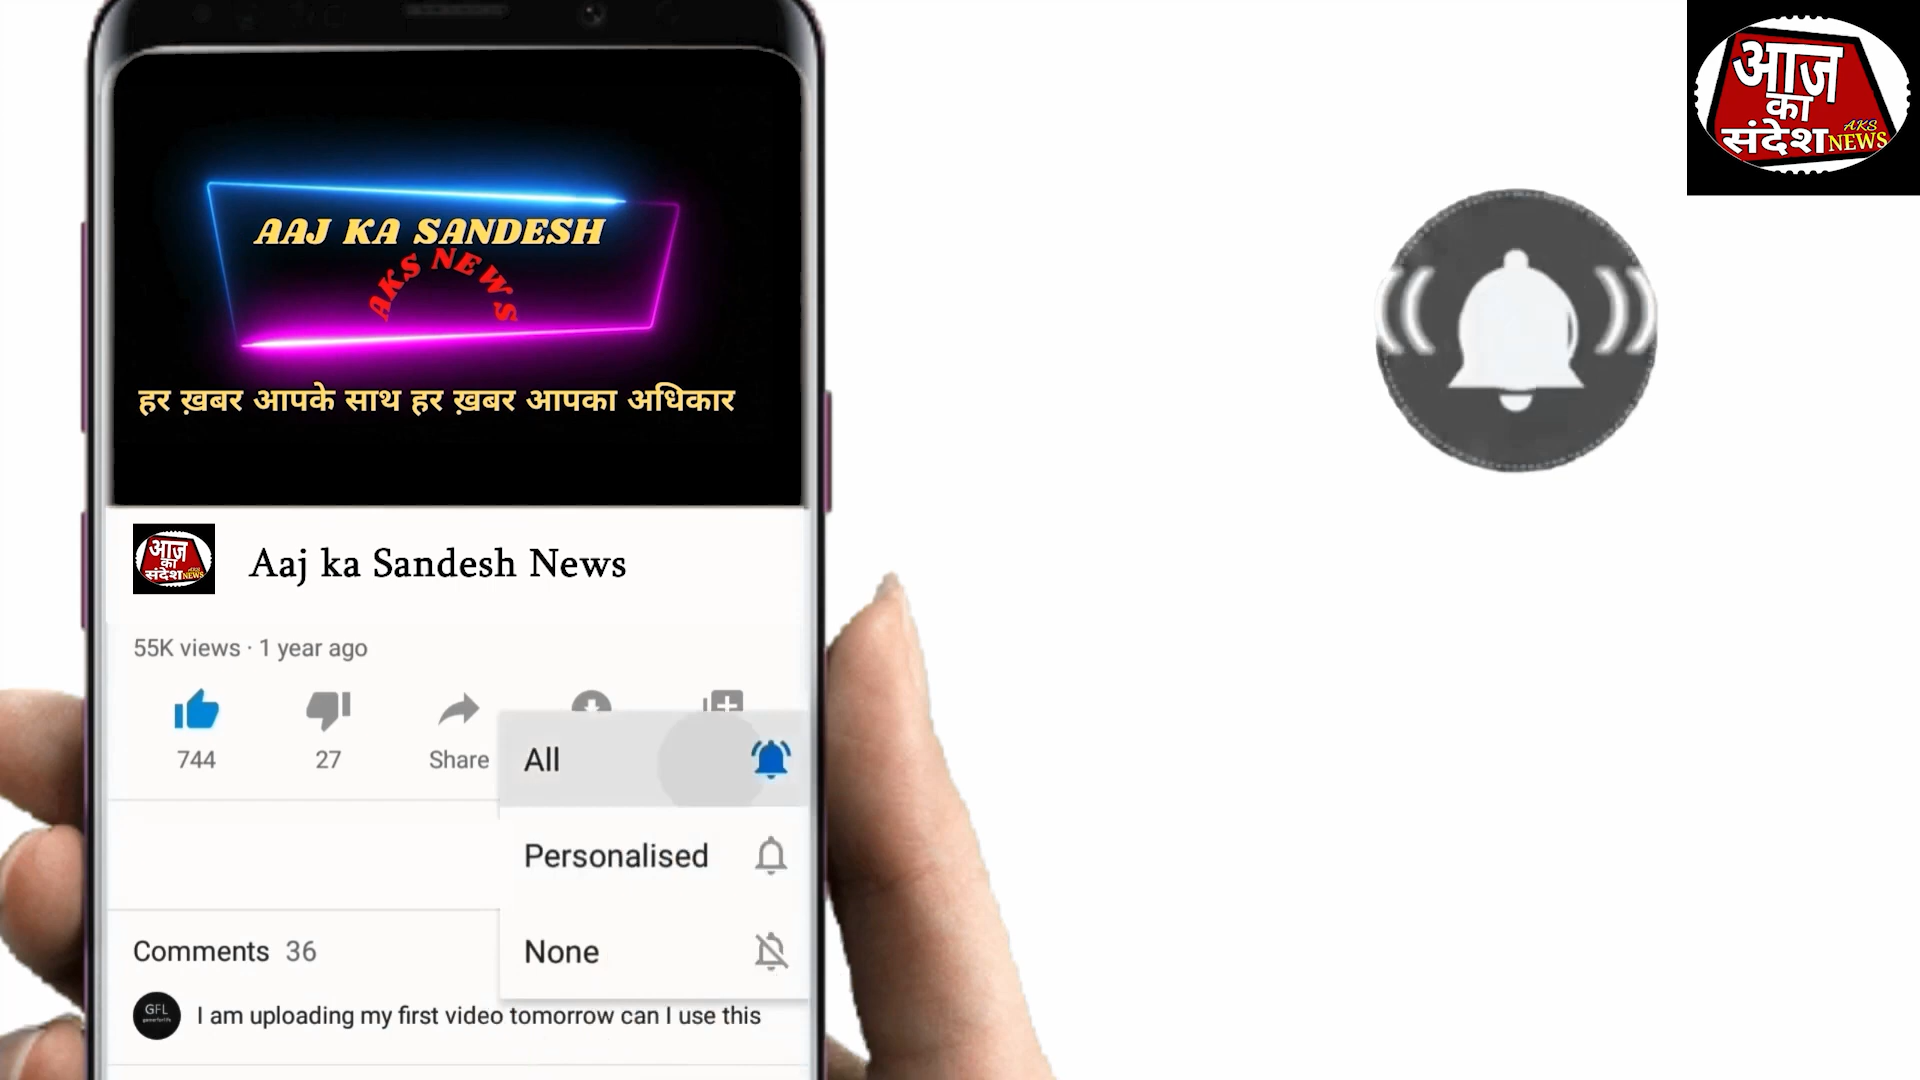 आज
का
संदेश AKS NEWS
AAJ KA SANDESH
AKS NEWS
हर ख़बर आपके साथ हर ख़बर आपका अधिकार
आज
का
संदेश AKS NEWS
Aaj ka Sandesh News
55K views · 1 year ago
744
27
Share
All
Personalised
None
Comments 36
GFL
I am uploading my first video tomorrow can I use this